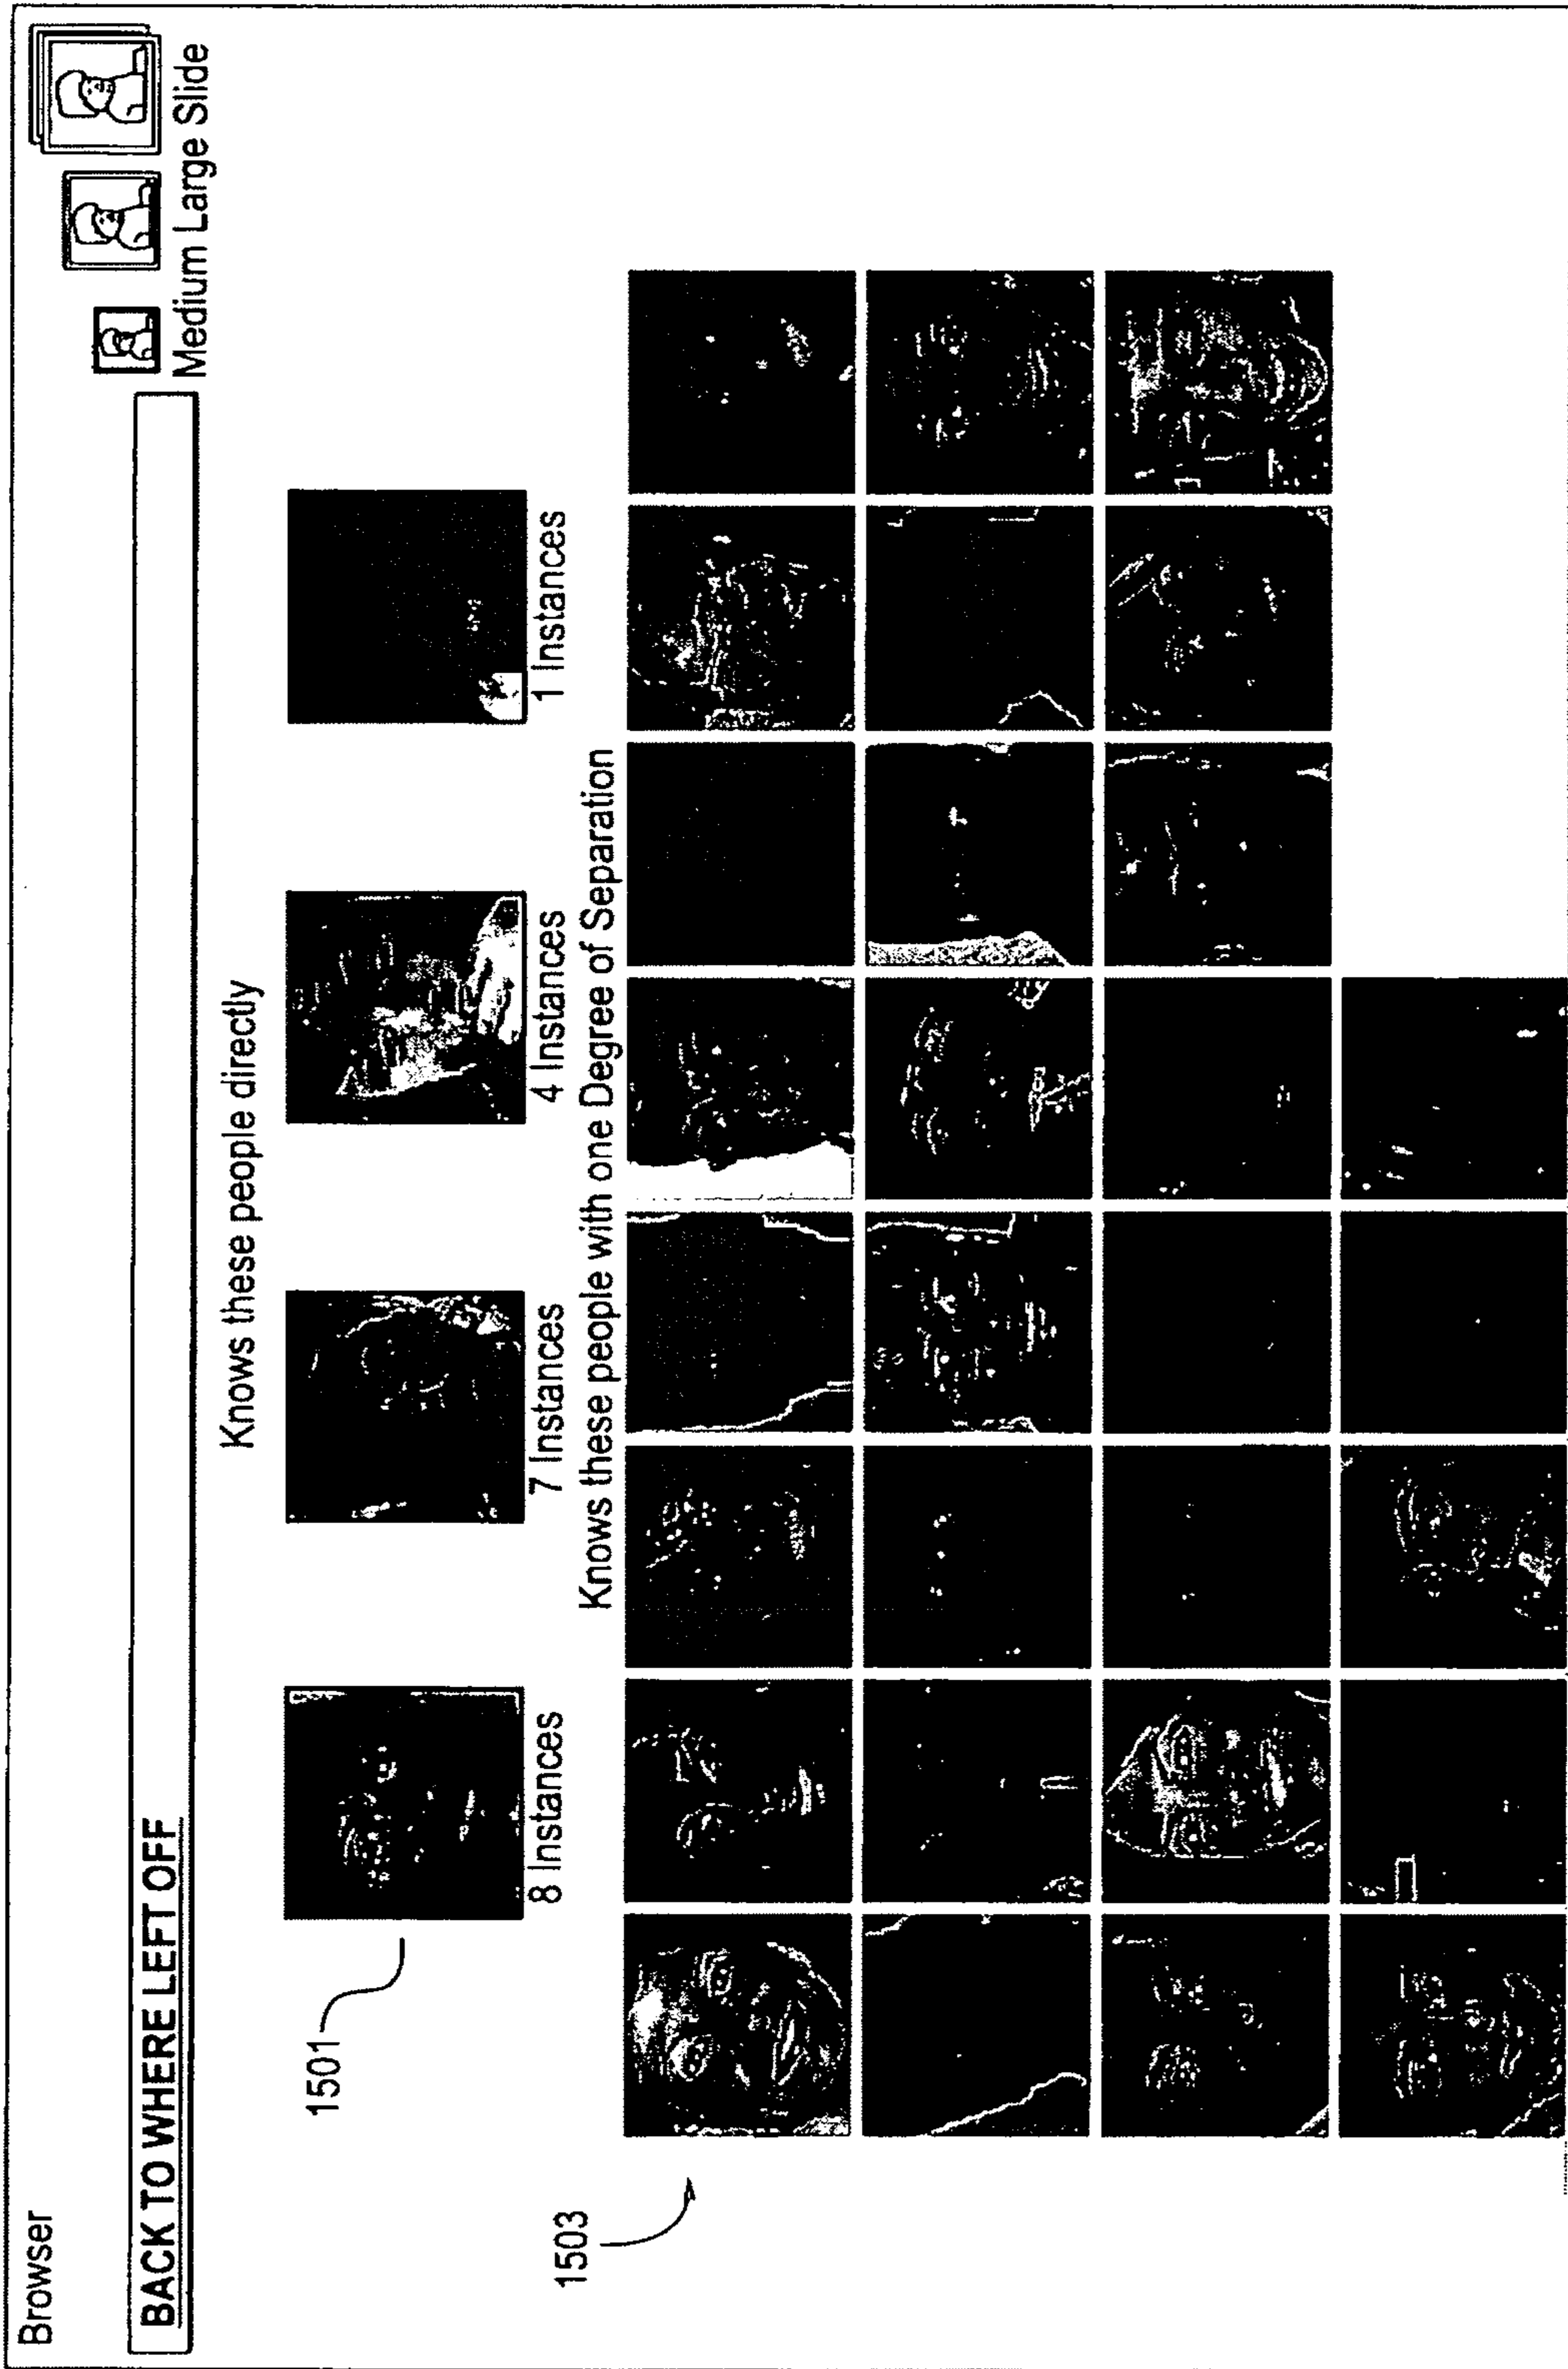 Browser
Medium Large Slide
BACK TO WHERE LEFT OFF
Knows these people directly
1501
8 Instances
7 Instances
4 Instances
1 Instances
Knows these people with one Degree of Separation
1503